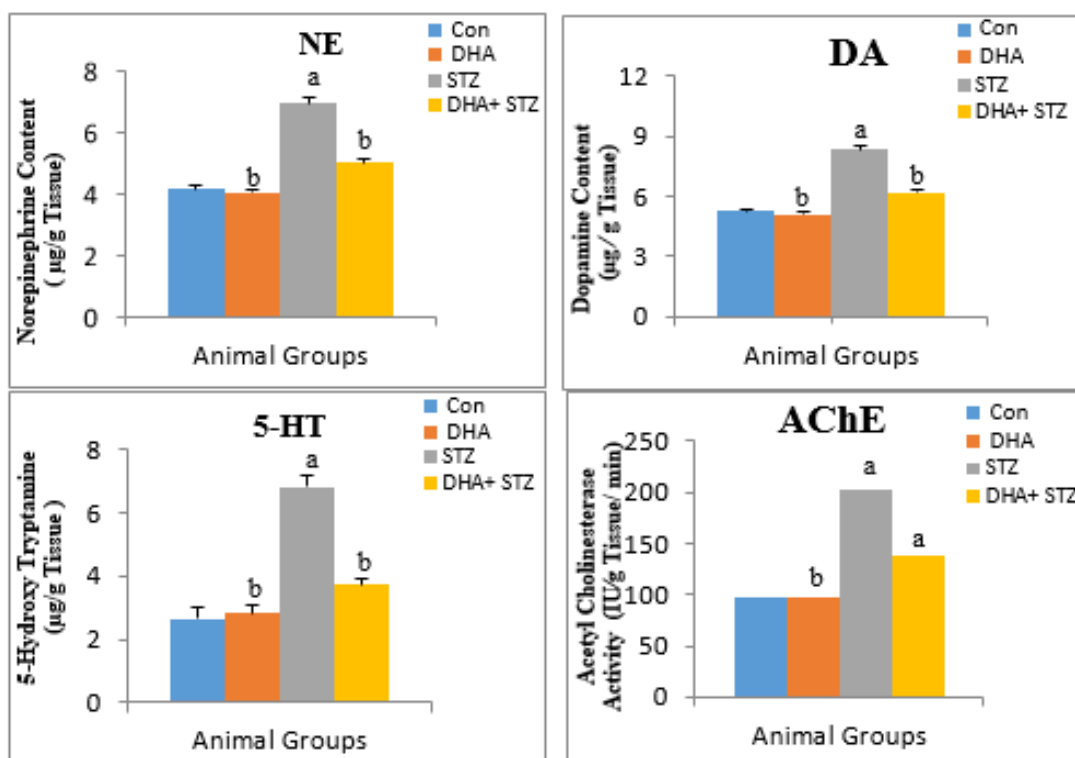 NE
Con
DHA
STZ
DHA+ STZ
Norepinephrine Content
( µg/g Tissue)
8
6
4
2
0
b
a
b
Animal Groups
DA
Con
DHA
STZ
DHA+ STZ
Dopamine Content
(µg/ g Tissue)
12
9
6
3
0
b
a
b
Animal Groups
5-HT
Con
DHA
STZ
DHA+ STZ
5-Hydroxy Tryptamine
(µg/g Tissue )
8
6
4
2
0
b
a
b
Animal Groups
AChE
Con
DHA
STZ
DHA+ STZ
Acetyl Cholinesterase
Activity (IU/g Tissue/ min)
250
200
150
100
50
0
b
a
a
Animal Groups